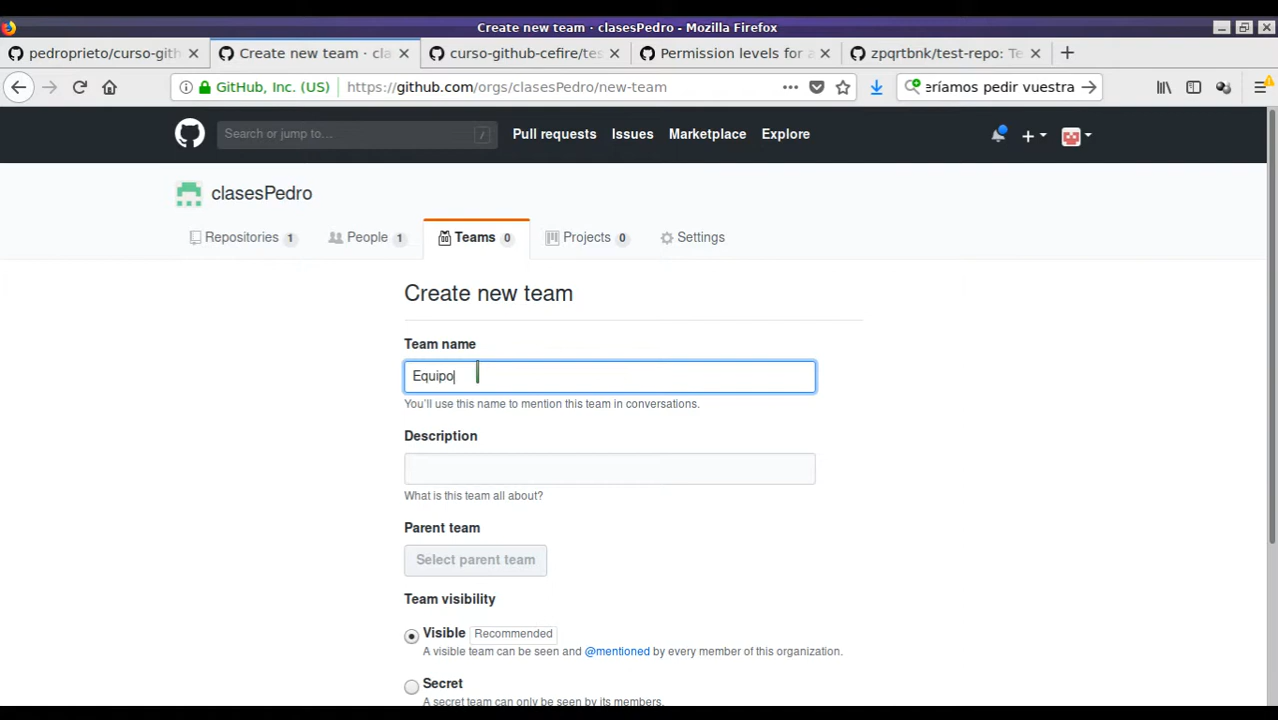 Create new team · clasesPedro - Mozilla Firefox
pedroprieto/curso-gith
Create new team · cla
curso-github-cefire/tes
Permission levels for a
zpqrtbnk/test-repo: Te
GitHub, Inc. (US)
https://github.com/orgs/clasesPedro/new-team
eríamos pedir vuestra
Search or jump to...
/
Pull requests
Issues
Marketplace
Explore
clasesPedro
Repositories 1
People 1
Teams 0
Projects 0
Settings
Create new team
Team name
Equipo
You'll use this name to mention this team in conversations.
Description
What is this team all about?
Parent team
Select parent team
Team visibility
Visible Recommended
A visible team can be seen and @mentioned by every member of this organization.
Secret
A secret team can only be seen by its members.